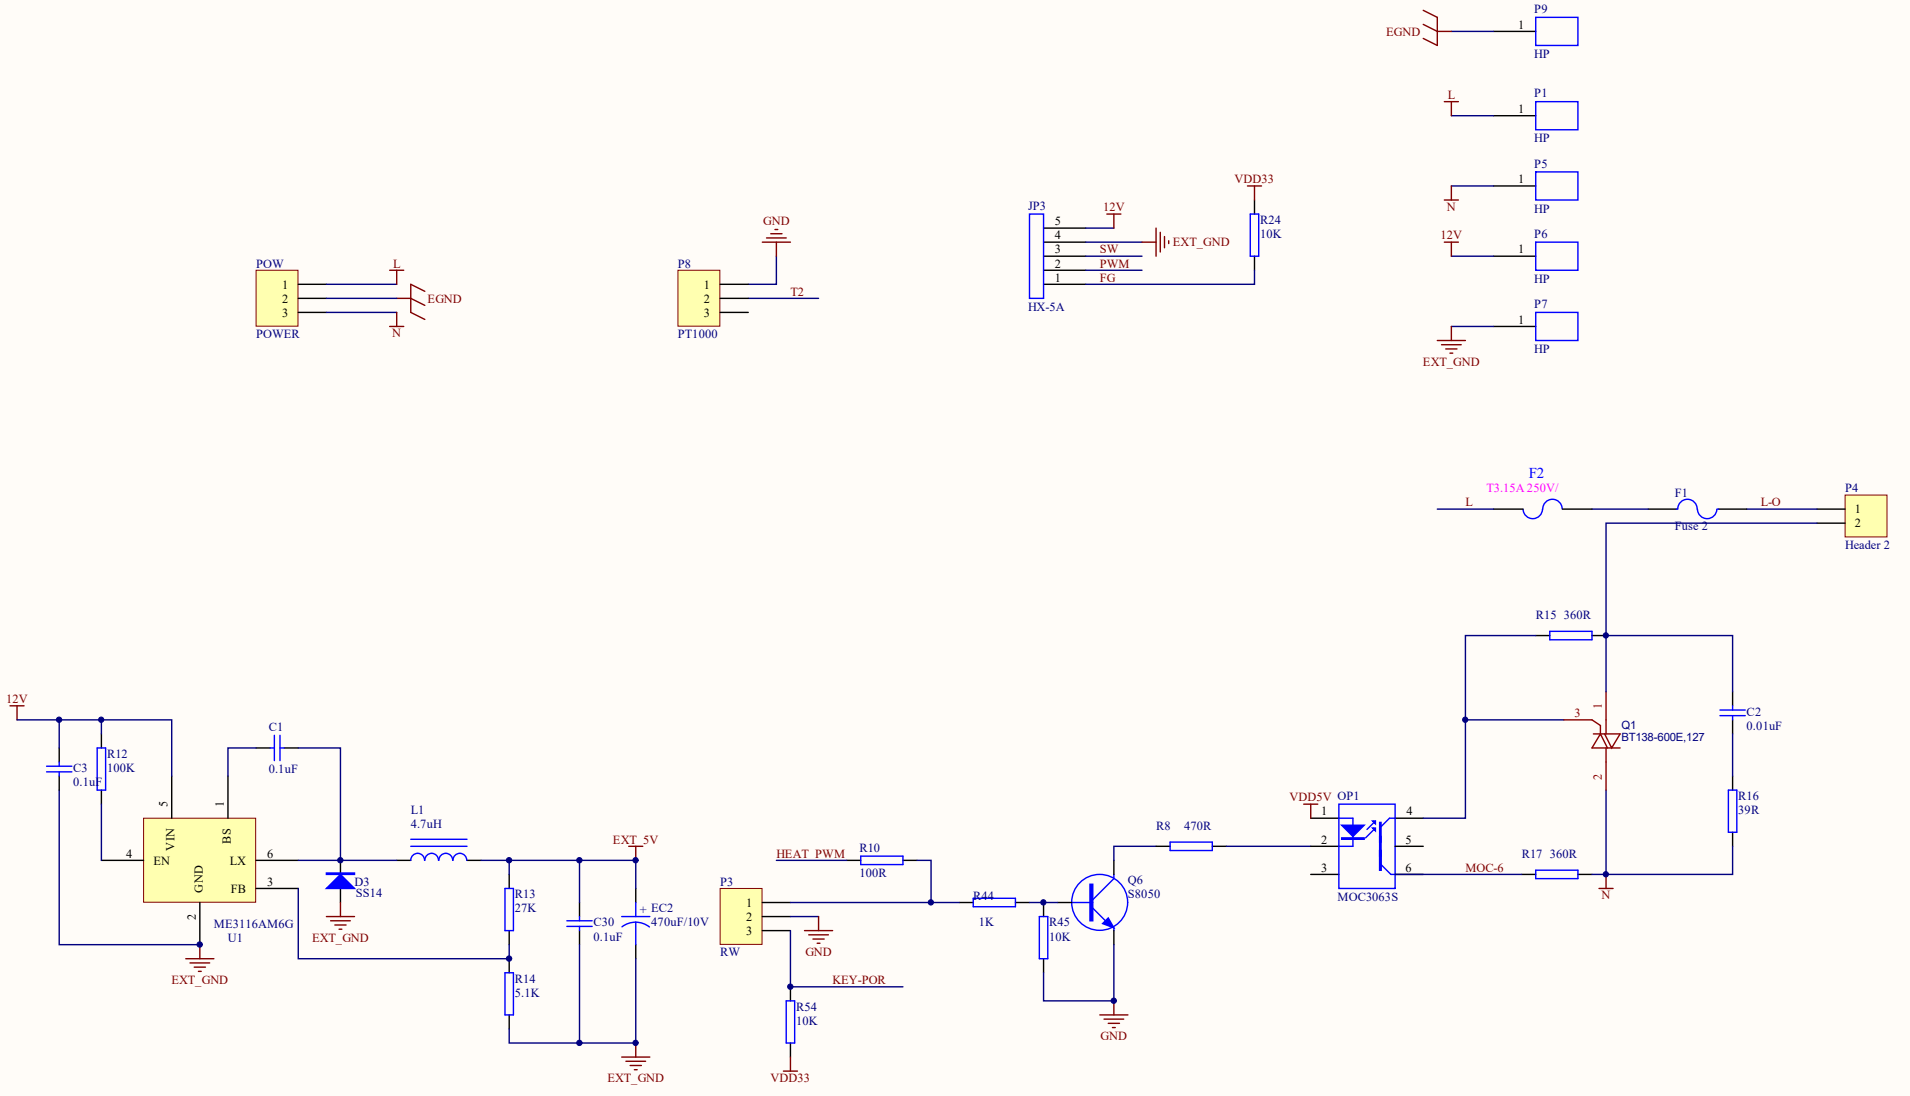 P9
EGND
1
HP
L
P1
1
HP
P5
1
N
HP
12V
P6
1
HP
P7
1
HP
EXT_GND
POW
1
2
3
POWER
L
EGND
N
GND
P8
1
2
3
T2
PT1000
JP3
5
4
3
2
1
HX-5A
12V
EXT_GND
SW
PWM
FG
VDD33
R24
10K
F2
T3.15A 250V/
L
F1
Fuse 2
L-O
P4
1
2
Header 2
R15 360R
3
1
2
Q1
BT138-600E,127
C2
0.01uF
R16
39R
VDD5V
OP1
1
2
3
4
5
6
MOC3063S
MOC-6
R17 360R
N
12V
C3
0.1uF
R12
100K
C1
0.1uF
5
1
VIN
BS
4
EN
LX
6
GND
FB
3
2
ME3116AM6G
U1
EXT_GND
D3
SS14
EXT_GND
L1
4.7uH
R13
27K
R14
5.1K
C30
0.1uF
EXT_5V
+
EC2
470uF/10V
EXT_GND
HEAT_PWM
R10
100R
P3
1
2
3
RW
GND
KEY-POR
R54
10K
VDD33
R44
1K
R45
10K
Q6
S8050
GND
R8 470R